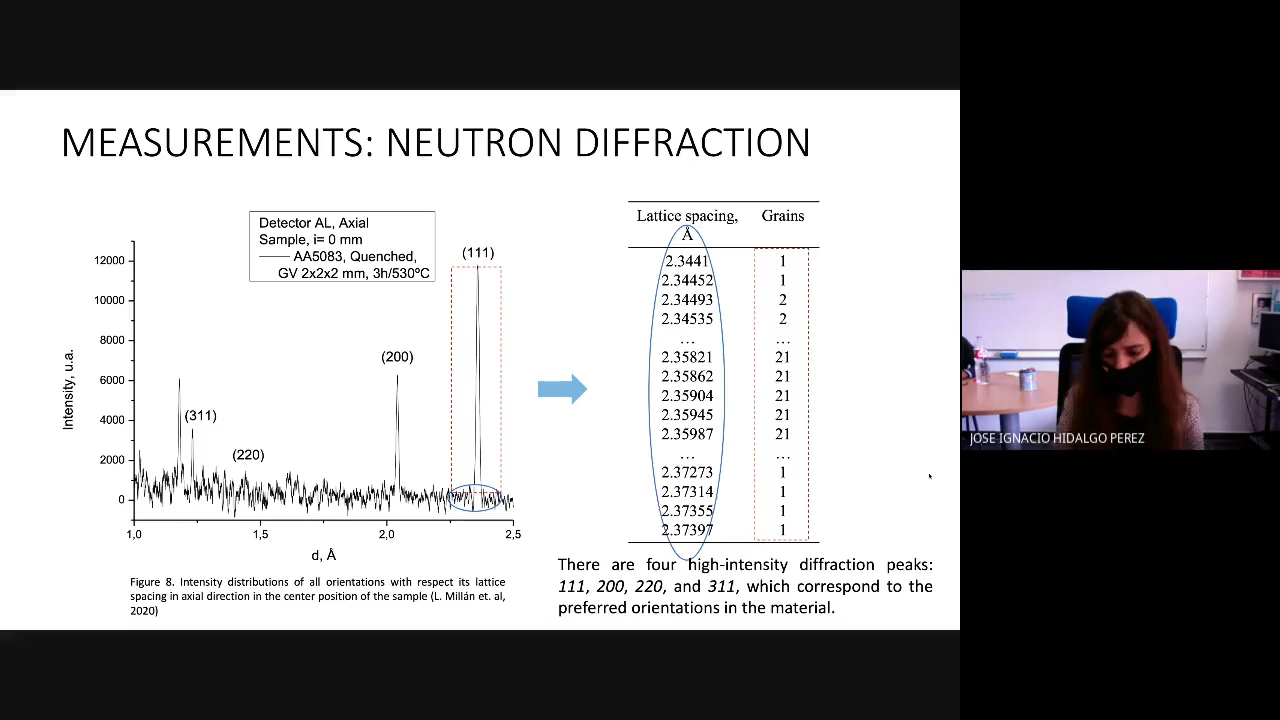 MEASUREMENTS: NEUTRON DIFFRACTION
Detector AL, Axial
Sample, i= 0 mm
AA5083, Quenched,
GV 2x2x2 mm, 3h/530ºC
(111)
(200)
(311)
(220)
12000
10000
8000
6000
4000
2000
0
Intensity, u.a.
1,0
1,5
2,0
2,5
d, Å
Figure 8. Intensity distributions of all orientations with respect its lattice
spacing in axial direction in the center position of the sample (L. Millán et. al,
2020)
Lattice spacing, Grains
Å
2.3441 1
2.34452 1
2.34493 2
2.34535 2
... ...
2.35821 21
2.35862 21
2.35904 21
2.35945 21
2.35987 21
... ...
2.37273 1
2.37314 1
2.37355 1
2.37397 1
There are four high-intensity diffraction peaks:
111, 200, 220, and 311, which correspond to the
preferred orientations in the material.
JOSE IGNACIO HIDALGO PEREZ